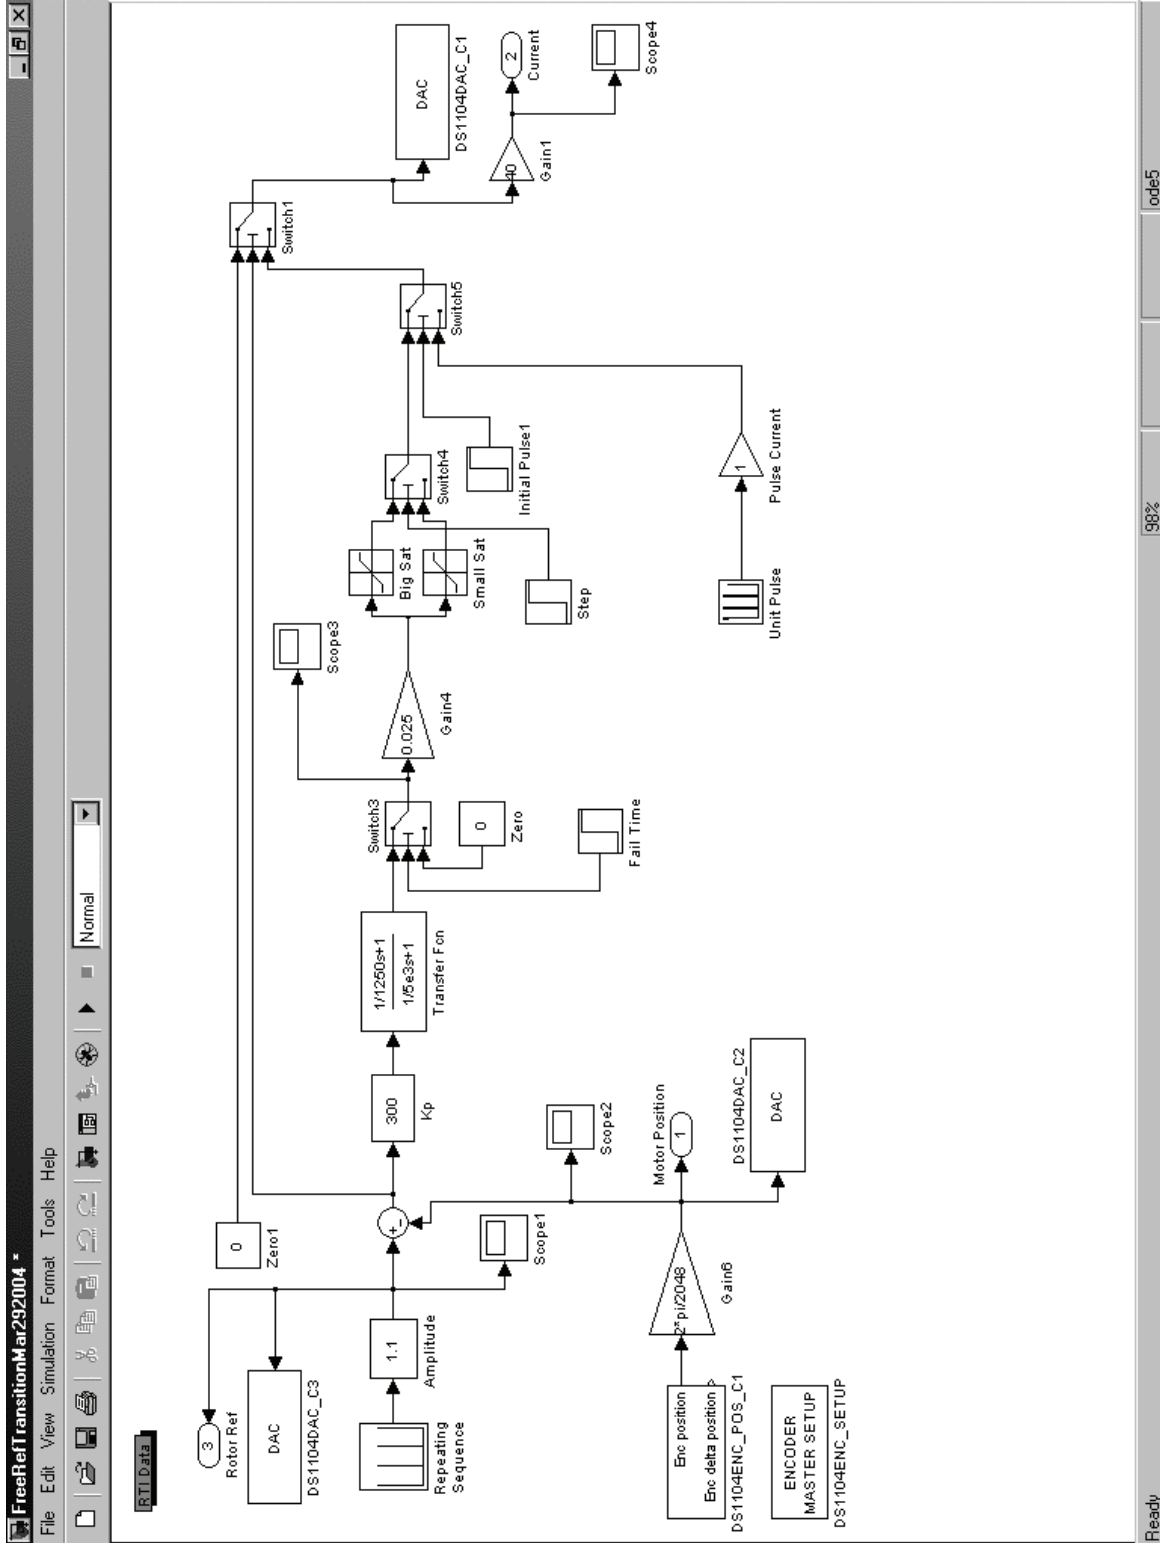 FreeRefTransitionMar292004 *
File Edit View Simulation Format Tools Help
Normal
RTI Data
3
Rotor Ref
DAC
DS1104DAC_C3
0
Zero1
Repeating
Sequence
1.1
Amplitude
Scope1
+
-
300
Kp
1/1250s+1
1/5e3s+1
Transfer Fcn
Switch3
0
Zero
Fail Time
Scope3
0.025
Gain4
Big Sat
Small Sat
Step
Switch4
Initial Pulse1
Switch5
Switch1
DAC
DS1104DAC_C1
40
Gain1
2
Current
Scope4
Unit Pulse
1
Pulse Current
Enc position
Enc delta position
DS1104ENC_POS_C1
2*pi/2048
Gain6
Scope2
Motor Position
1
DS1104DAC_C2
DAC
ENCODER
MASTER SETUP
DS1104ENC_SETUP
Ready
98%
ode5